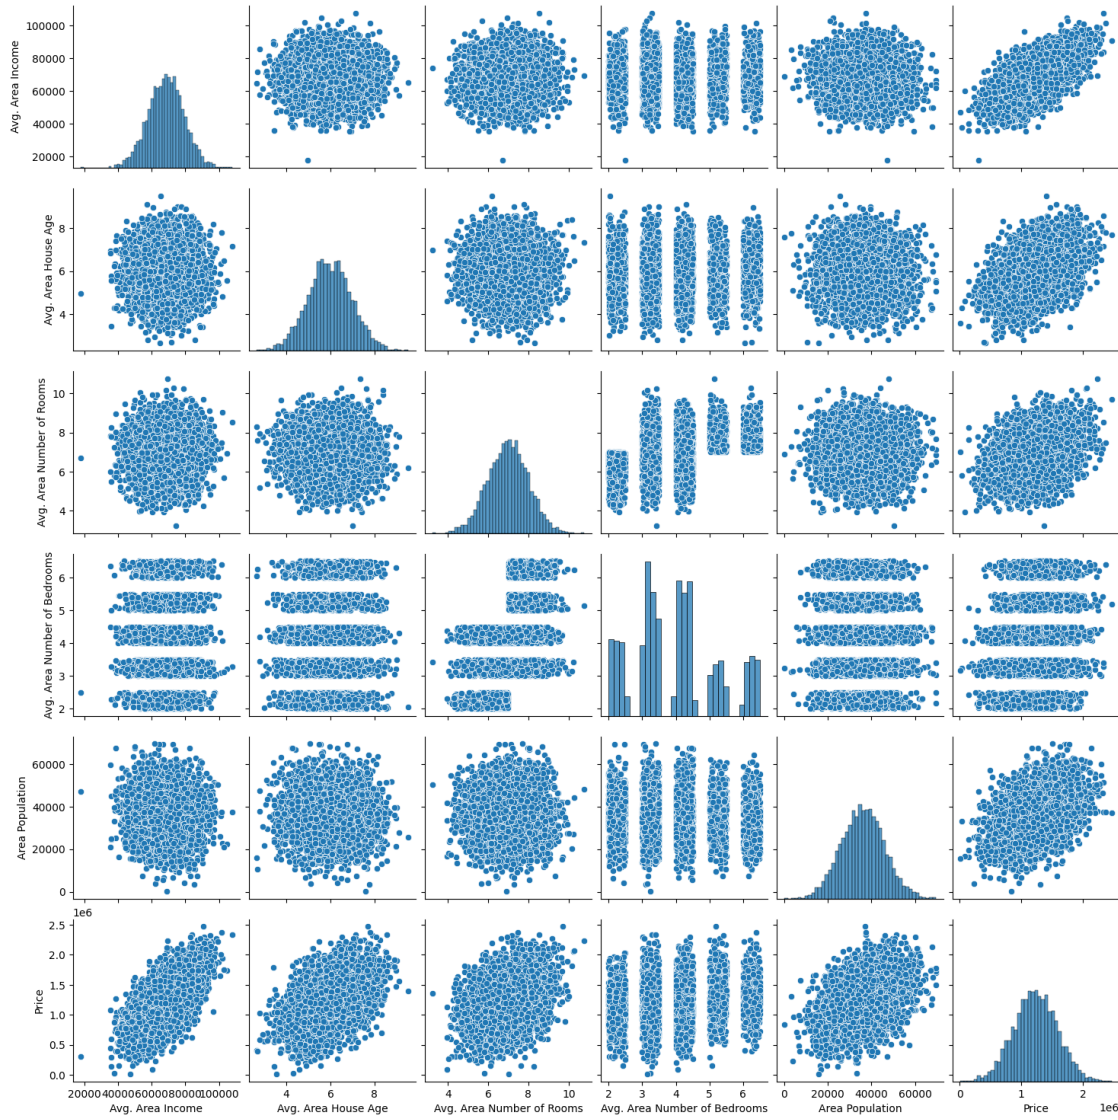 100000
80000
60000
40000
20000
Avg. Area Income
8
6
4
Avg. Area House Age
10
8
6
4
Avg. Area Number of Rooms
6
5
4
3
2
Avg. Area Number of Bedrooms
60000
40000
20000
0
Area Population
1e6
2.5
2.0
1.5
1.0
0.5
0.0
Price
20000 40000 60000 80000 100000
4 6 8
4 6 8 10
2 3 4 5 6
0 20000 40000 60000
0 1 2
1e6
Avg. Area Income
Avg. Area House Age
Avg. Area Number of Rooms
Avg. Area Number of Bedrooms
Area Population
Price